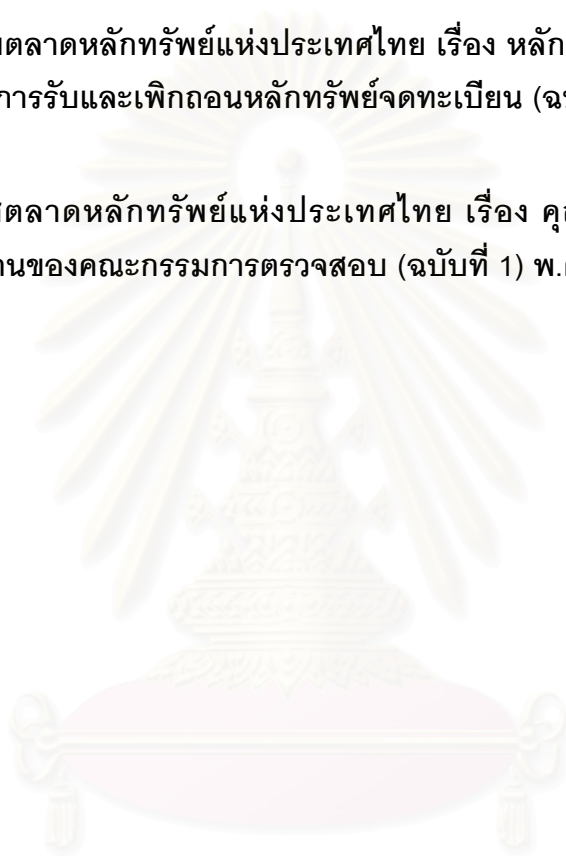 ตลาดหลักทรัพย์แห่งประเทศไทย เรื่อง หลัก
การรับและเพิกถอนหลักทรัพย์จดทะเบียน
ตลาดหลักทรัพย์แห่งประเทศไทย เรื่อง
านของคณะกรรมการตรวจสอบ (ฉบับที่ 1) พ.